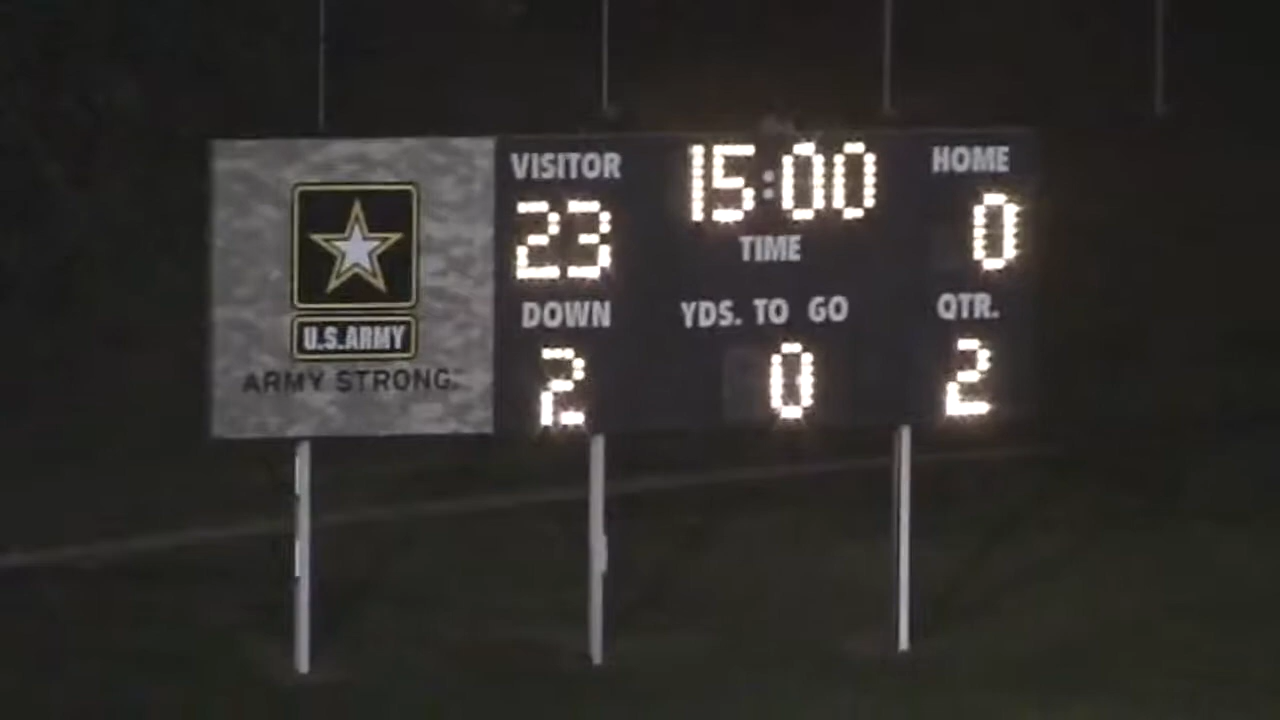 VISITOR 15:00 HOME
23 TIME 0
DOWN YDS. TO GO QTR.
2 0 2
U.S.ARMY
ARMY STRONG.